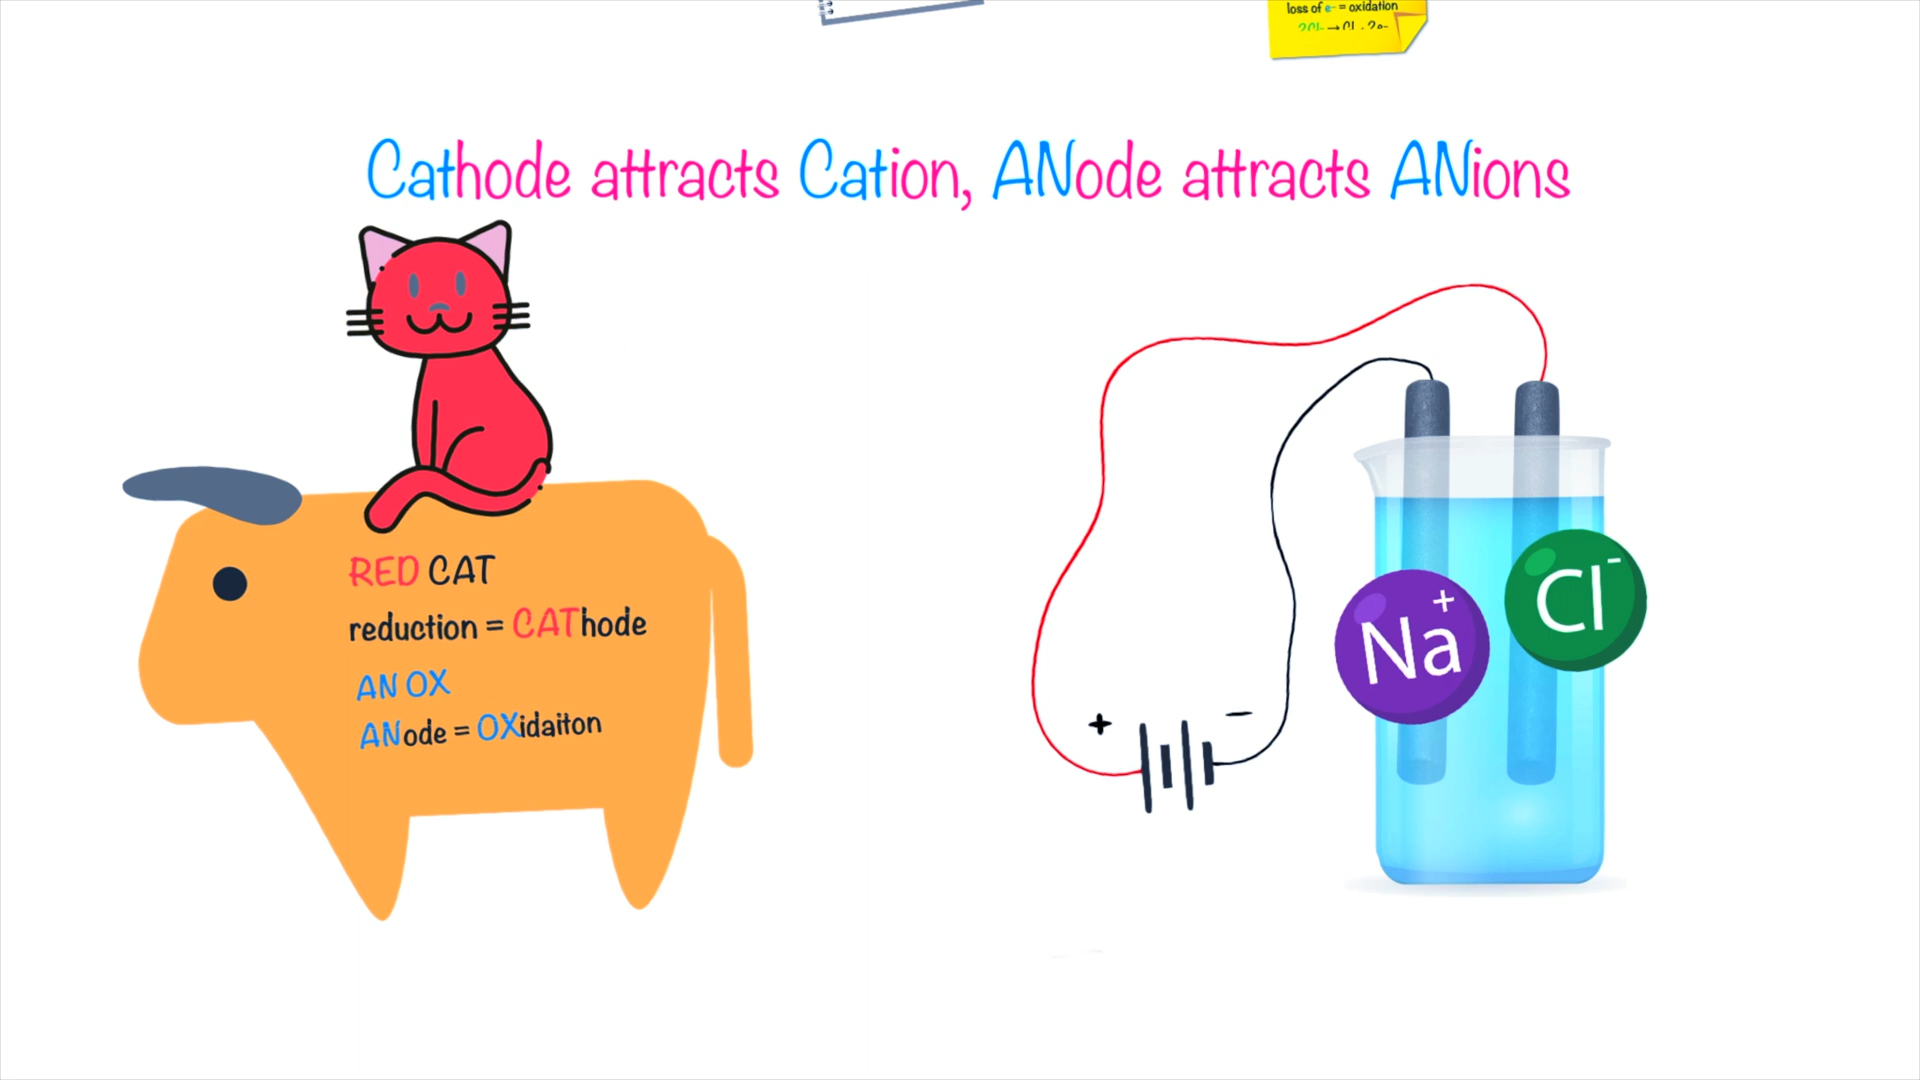 loss of e- = oxidation
Cathode attracts Cation, ANode attracts ANions
RED CAT
reduction = CAThode
AN OX
ANode = OXidaiton
+
−
Na+
Cl-